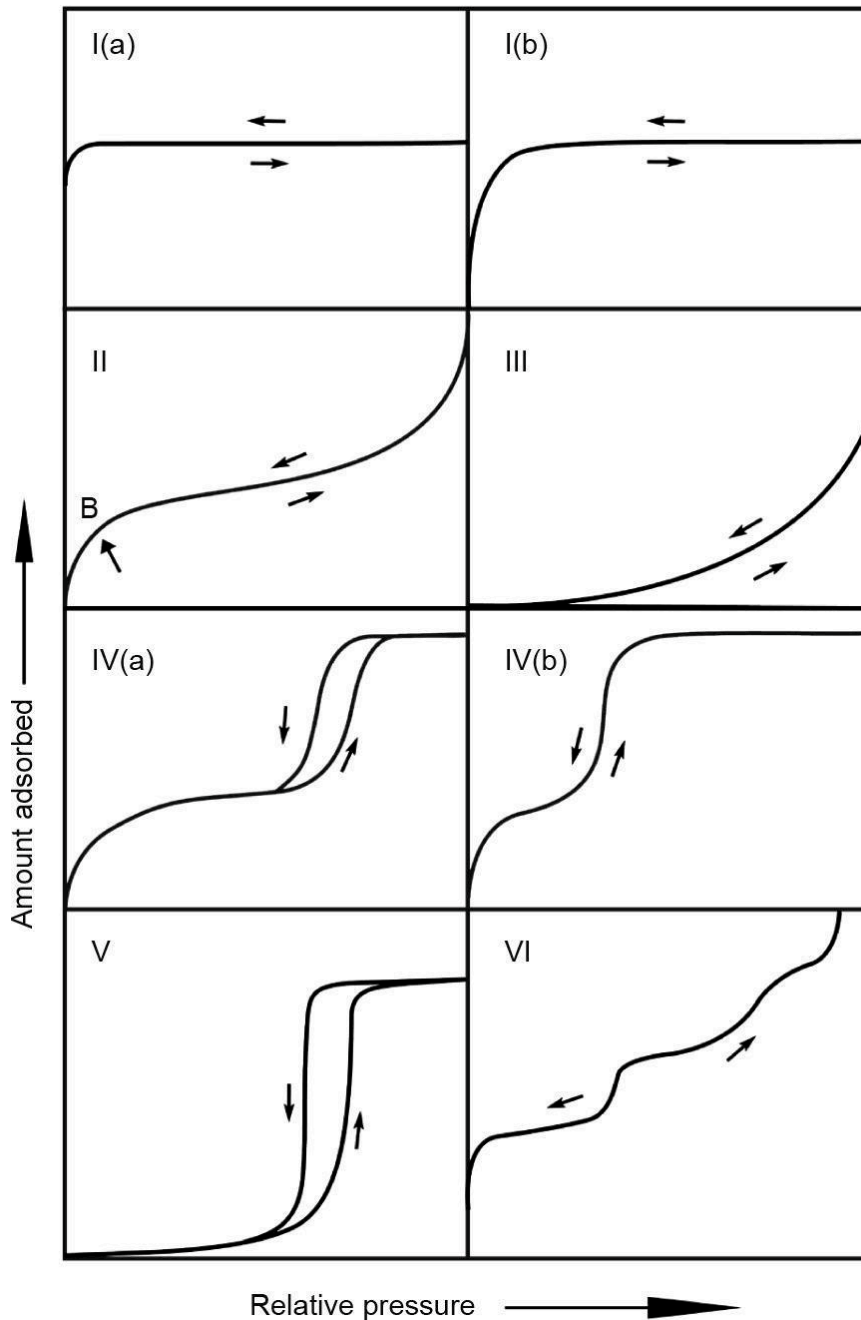 I(a)
I(b)
II
III
B
IV(a)
IV(b)
V
VI
Amount adsorbed
Relative pressure